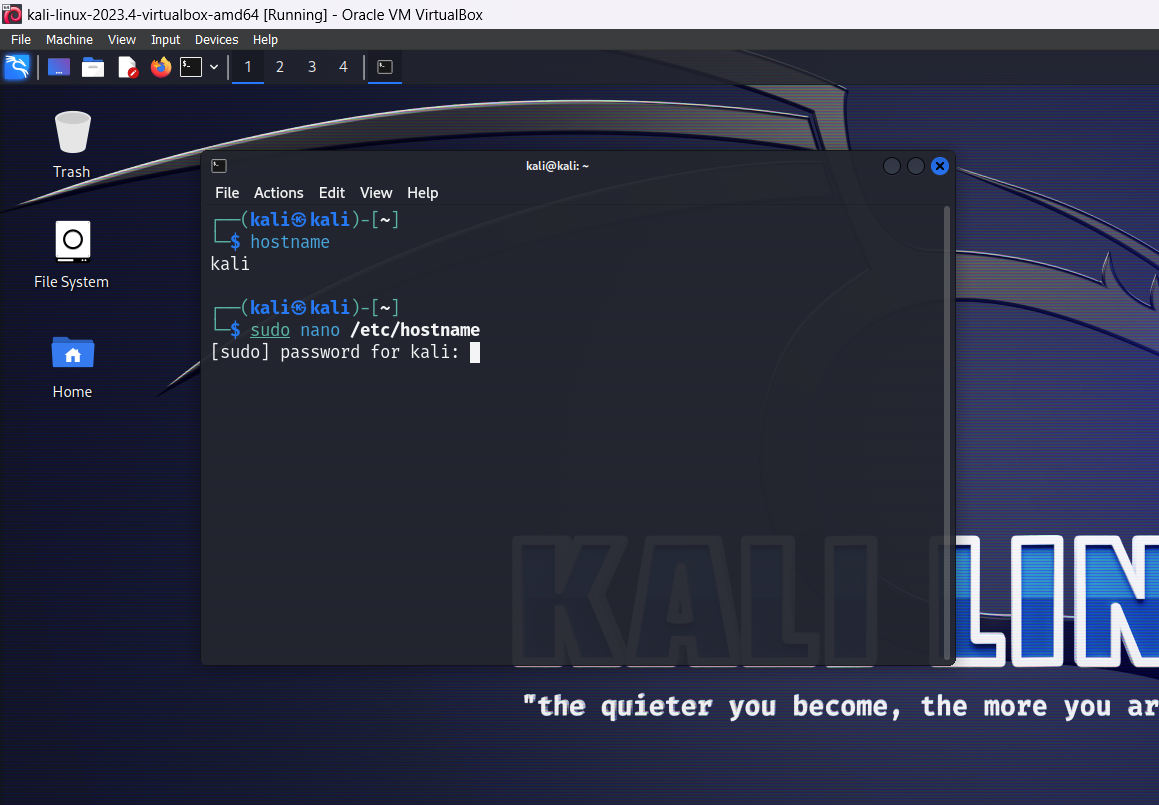 kali-linux-2023.4-virtualbox-amd64 [Running] - Oracle VM VirtualBox
File Machine View Input Devices Help
1 2 3 4
Trash
File System
Home
kali@kali: ~
File Actions Edit View Help
┌──(kali㉿kali)-[~]
└─$ hostname
kali
┌──(kali㉿kali)-[~]
└─$ sudo nano /etc/hostname
[sudo] password for kali:
KALI LIN
"the quieter you become, the more you ar